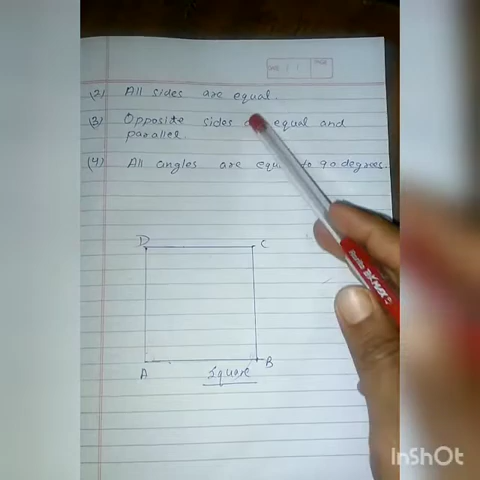 (2) All sides are equal.
(3) Opposite sides equal and
parallel.
(4) All angles are equ to 90 degrees.
D C
A B
Square
InShOt